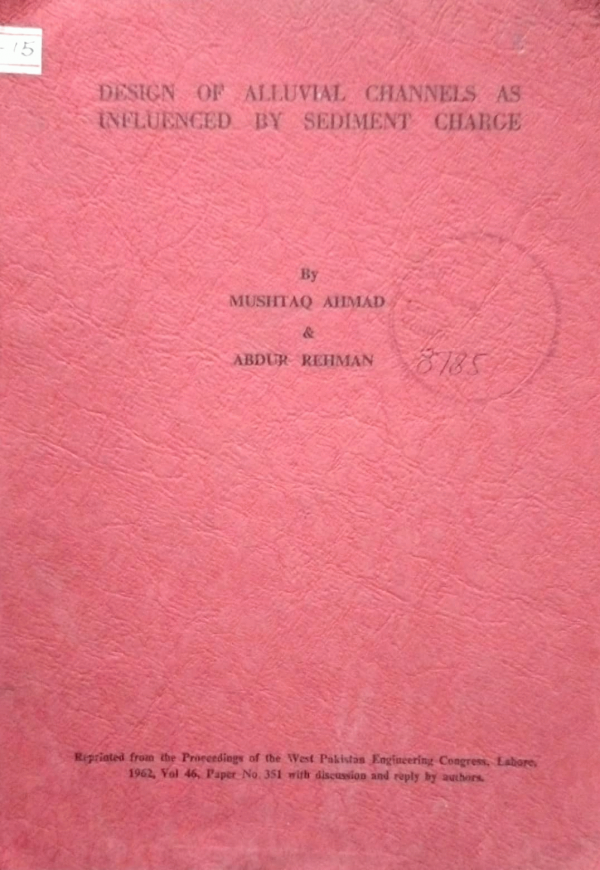 -15
DESIGN OF ALLUVIAL CHANNELS AS
INFLUENCED BY SEDIMENT CHARGE
By
MUSHTAQ AHMAD
&
ABDUR REHMAN
8785
Reprinted from the Proceedings of the West Pakistan Engineering Congress, Lahore,
1962, Vol 46, Paper No. 351 with discussion and reply by authors.